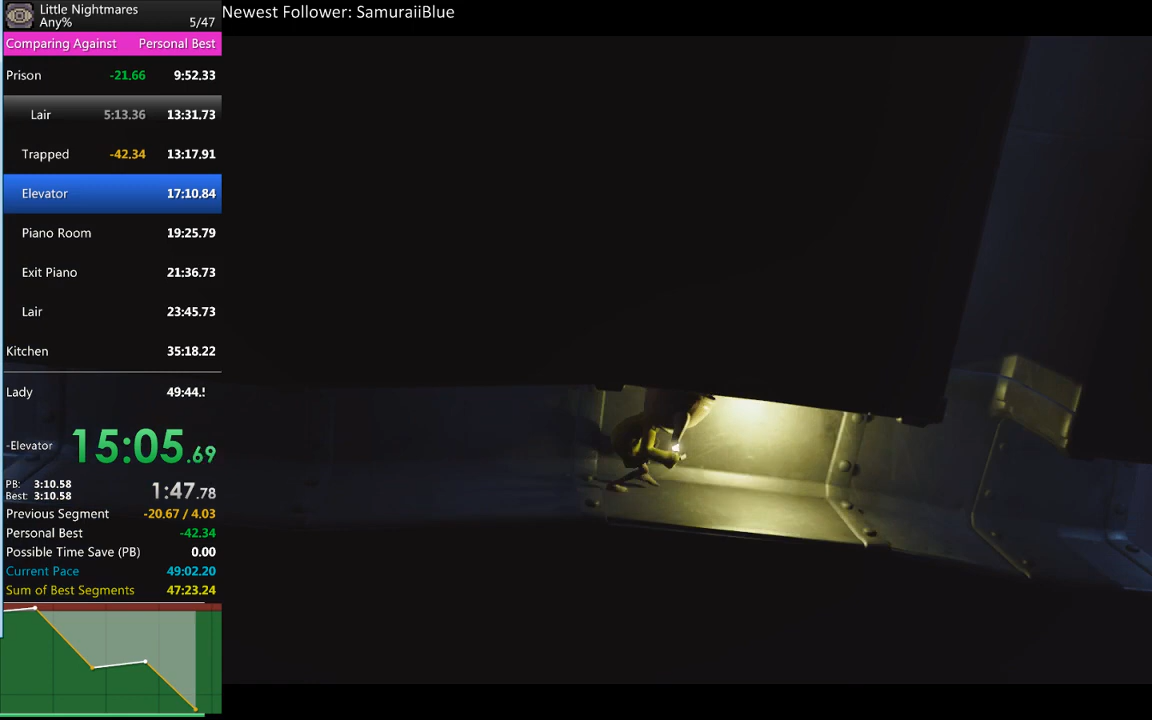 Little Nightmares
Any% 5/47
Newest Follower: SamuraiiBlue
Comparing Against Personal Best
Prison -21.66 9:52.33
Lair 5:13.36 13:31.73
Trapped -42.34 13:17.91
Elevator 17:10.84
Piano Room 19:25.79
Exit Piano 21:36.73
Lair 23:45.73
Kitchen 35:18.22
Lady 49:44.!
-Elevator 15:05.69
PB: 3:10.58
Best: 3:10.58 1:47.78
Previous Segment -20.67 / 4.03
Personal Best -42.34
Possible Time Save (PB) 0.00
Current Pace 49:02.20
Sum of Best Segments 47:23.24